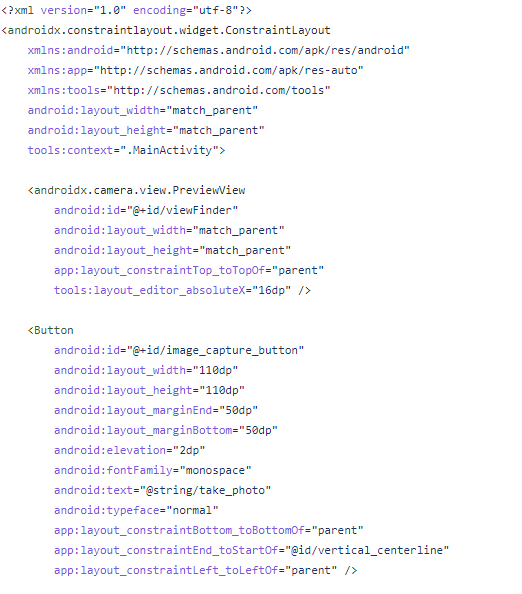 <?xml version="1.0" encoding="utf-8"?>
<androidx.constraintlayout.widget.ConstraintLayout
    xmlns:android="http://schemas.android.com/apk/res/android"
    xmlns:app="http://schemas.android.com/apk/res-auto"
    xmlns:tools="http://schemas.android.com/tools"
    android:layout_width="match_parent"
    android:layout_height="match_parent"
    tools:context=".MainActivity">

    <androidx.camera.view.PreviewView
        android:id="@+id/viewFinder"
        android:layout_width="match_parent"
        android:layout_height="match_parent"
        app:layout_constraintTop_toTopOf="parent"
        tools:layout_editor_absoluteX="16dp" />

    <Button
        android:id="@+id/image_capture_button"
        android:layout_width="110dp"
        android:layout_height="110dp"
        android:layout_marginEnd="50dp"
        android:layout_marginBottom="50dp"
        android:elevation="2dp"
        android:fontFamily="monospace"
        android:text="@string/take_photo"
        android:typeface="normal"
        app:layout_constraintBottom_toBottomOf="parent"
        app:layout_constraintEnd_toStartOf="@id/vertical_centerline"
        app:layout_constraintLeft_toLeftOf="parent" />